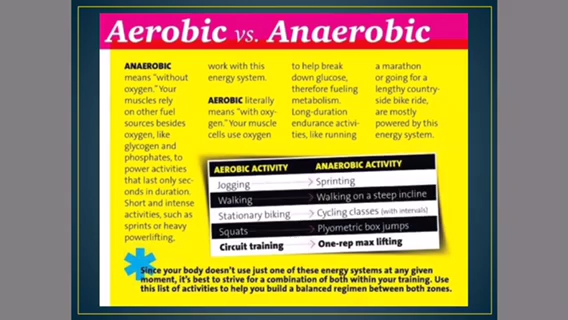 Aerobic vs. Anaerobic
ANAEROBIC
means “without
oxygen.” Your
muscles rely
on other fuel
sources besides
oxygen, like
glycogen and
phosphates, to
power activities
that last only sec-
onds in duration.
Short and intense
activities, such as
sprints or heavy
powerlifting,
work with this
energy system.
AEROBIC literally
means “with oxy-
gen.” Your muscle
cells use oxygen
to help break
down glucose,
therefore fueling
metabolism.
Long-duration
endurance activi-
ties, like running
a marathon
or going for a
lengthy country-
side bike ride,
are mostly
powered by this
energy system.
AEROBIC ACTIVITY ANAEROBIC ACTIVITY
Jogging Sprinting
Walking Walking on a steep incline
Stationary biking Cycling classes (with intervals)
Squats Plyometric box jumps
Circuit training One-rep max lifting
Since your body doesn’t use just one of these energy systems at any given
moment, it’s best to strive for a combination of both within your training. Use
this list of activities to help you build a balanced regimen between both zones.